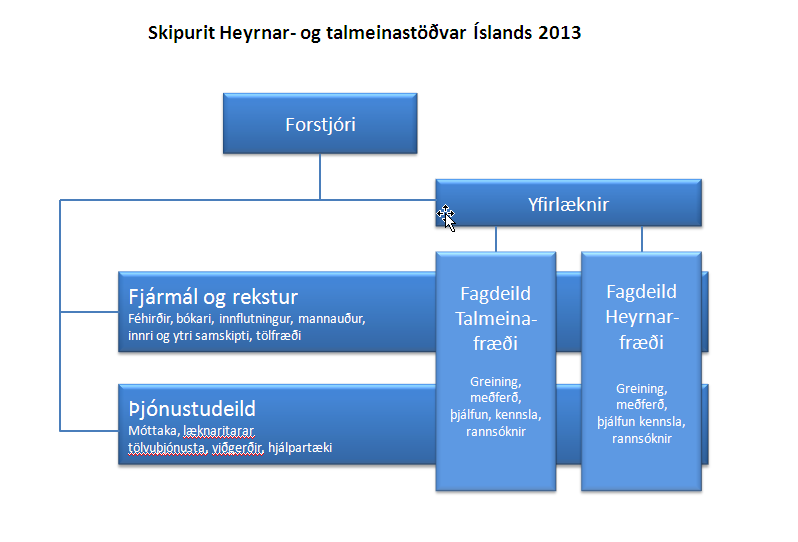 Skipurit Heyrnar- og talmeinastöðvar Íslands 2013
Forstjóri
Yfirlæknir
Fjármál og rekstur
Féhirðir, bókari, innflutningur, mannauður,
innri og ytri samskipti, tölfræði
Þjónustudeild
Móttaka, læknaritarar
tölvuþjónusta, viðgerðir, hjálpartæki
Fagdeild
Talmeina-
fræði
Greining,
meðferð,
þjálfun, kennsla,
rannsóknir
Fagdeild
Heyrnar-
fræði
Greining,
meðferð,
þjálfun kennsla,
rannsóknir